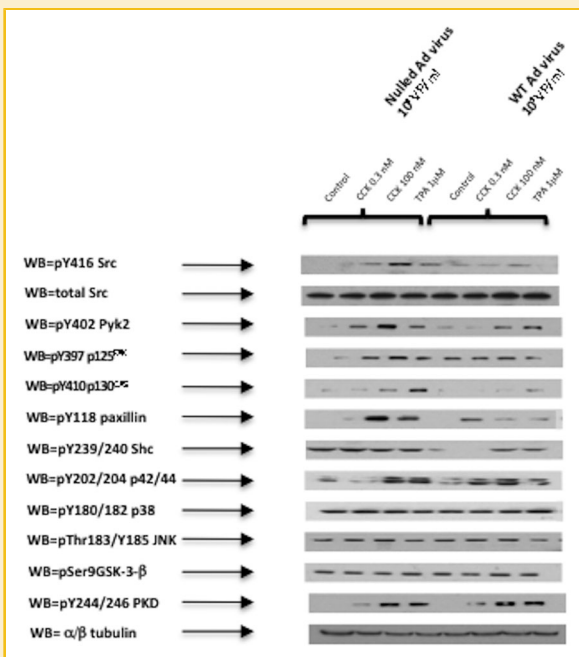 Nulled Ad virus
WT Ad virus
Control
CCK 0.3 nM
CCK 100 nM
TPA 1µM
Control
CCK 0.3 nM
CCK 100 nM
TPA 1µM
WB=pY416 Src
WB=total Src
WB=pY402 Pyk2
WB=pY397 p125
WB=pY410p130
WB=pY118 paxillin
WB=pY239/240 Shc
WB=pY202/204 p42/44
WB=pY180/182 p38
WB=pThr183/Y185 JNK
WB=pSer9GSK-3-β
WB=pY244/246 PKD
WB= α/β tubulin